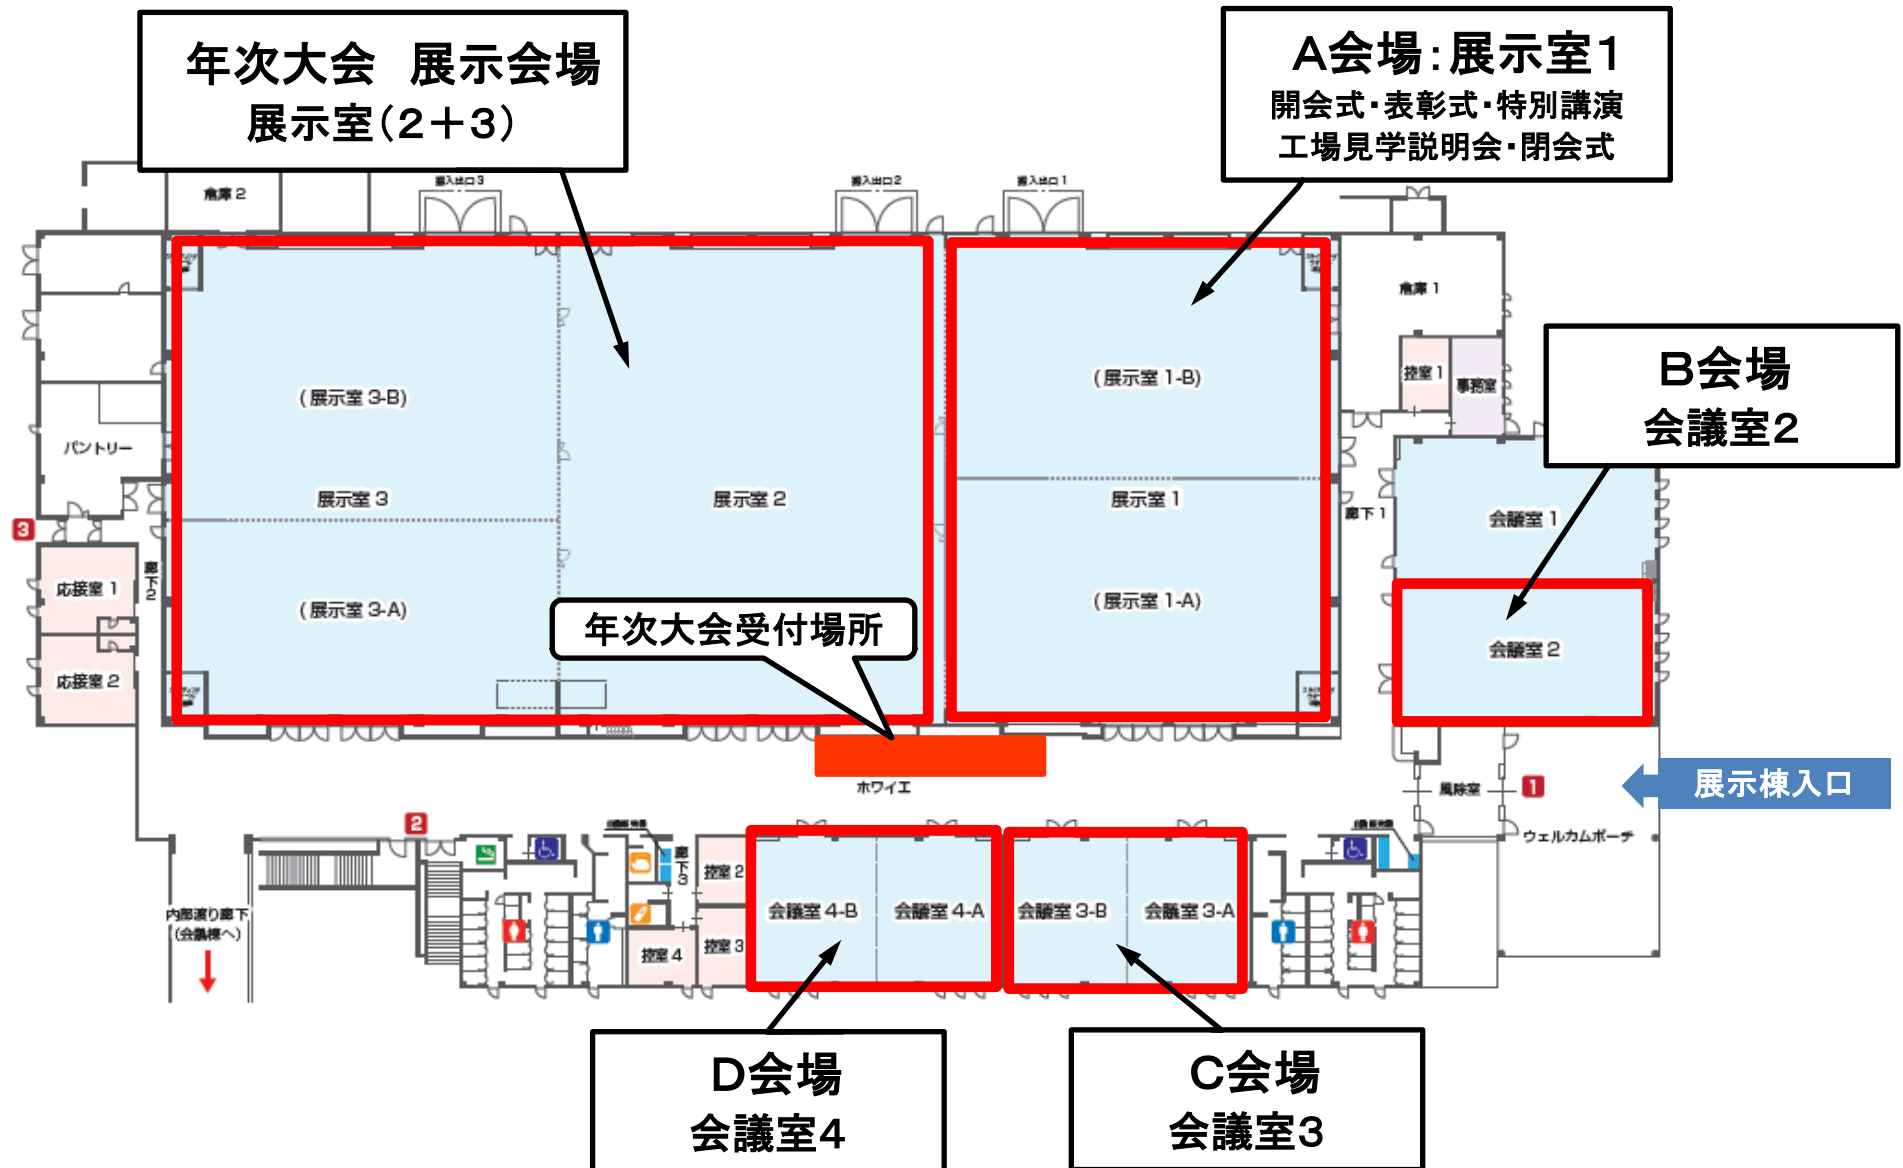 年次大会 展示会場
展示室(2+3)
A会場:展示室1
開会式・表彰式・特別講演
工場見学説明会・閉会式
倉庫2
搬入出口3
搬入出口2
搬入出口1
倉庫1
控室1
事務室
B会場
会議室2
(展示室 3-B)
(展示室 1-B)
パントリー
展示室 3
展示室 2
展示室 1
廊下1
会議室 1
3
廊下2
応接室 1
(展示室 3-A)
(展示室 1-A)
年次大会受付場所
会議室 2
応接室 2
ホワイエ
風除室
1
展示棟入口
2
ウェルカムポーチ
廊下3
控室 2
会議室 4-B
会議室 4-A
会議室 3-B
会議室 3-A
内部渡り廊下
(会議棟へ)
控室 3
控室 4
D会場
会議室4
C会場
会議室3